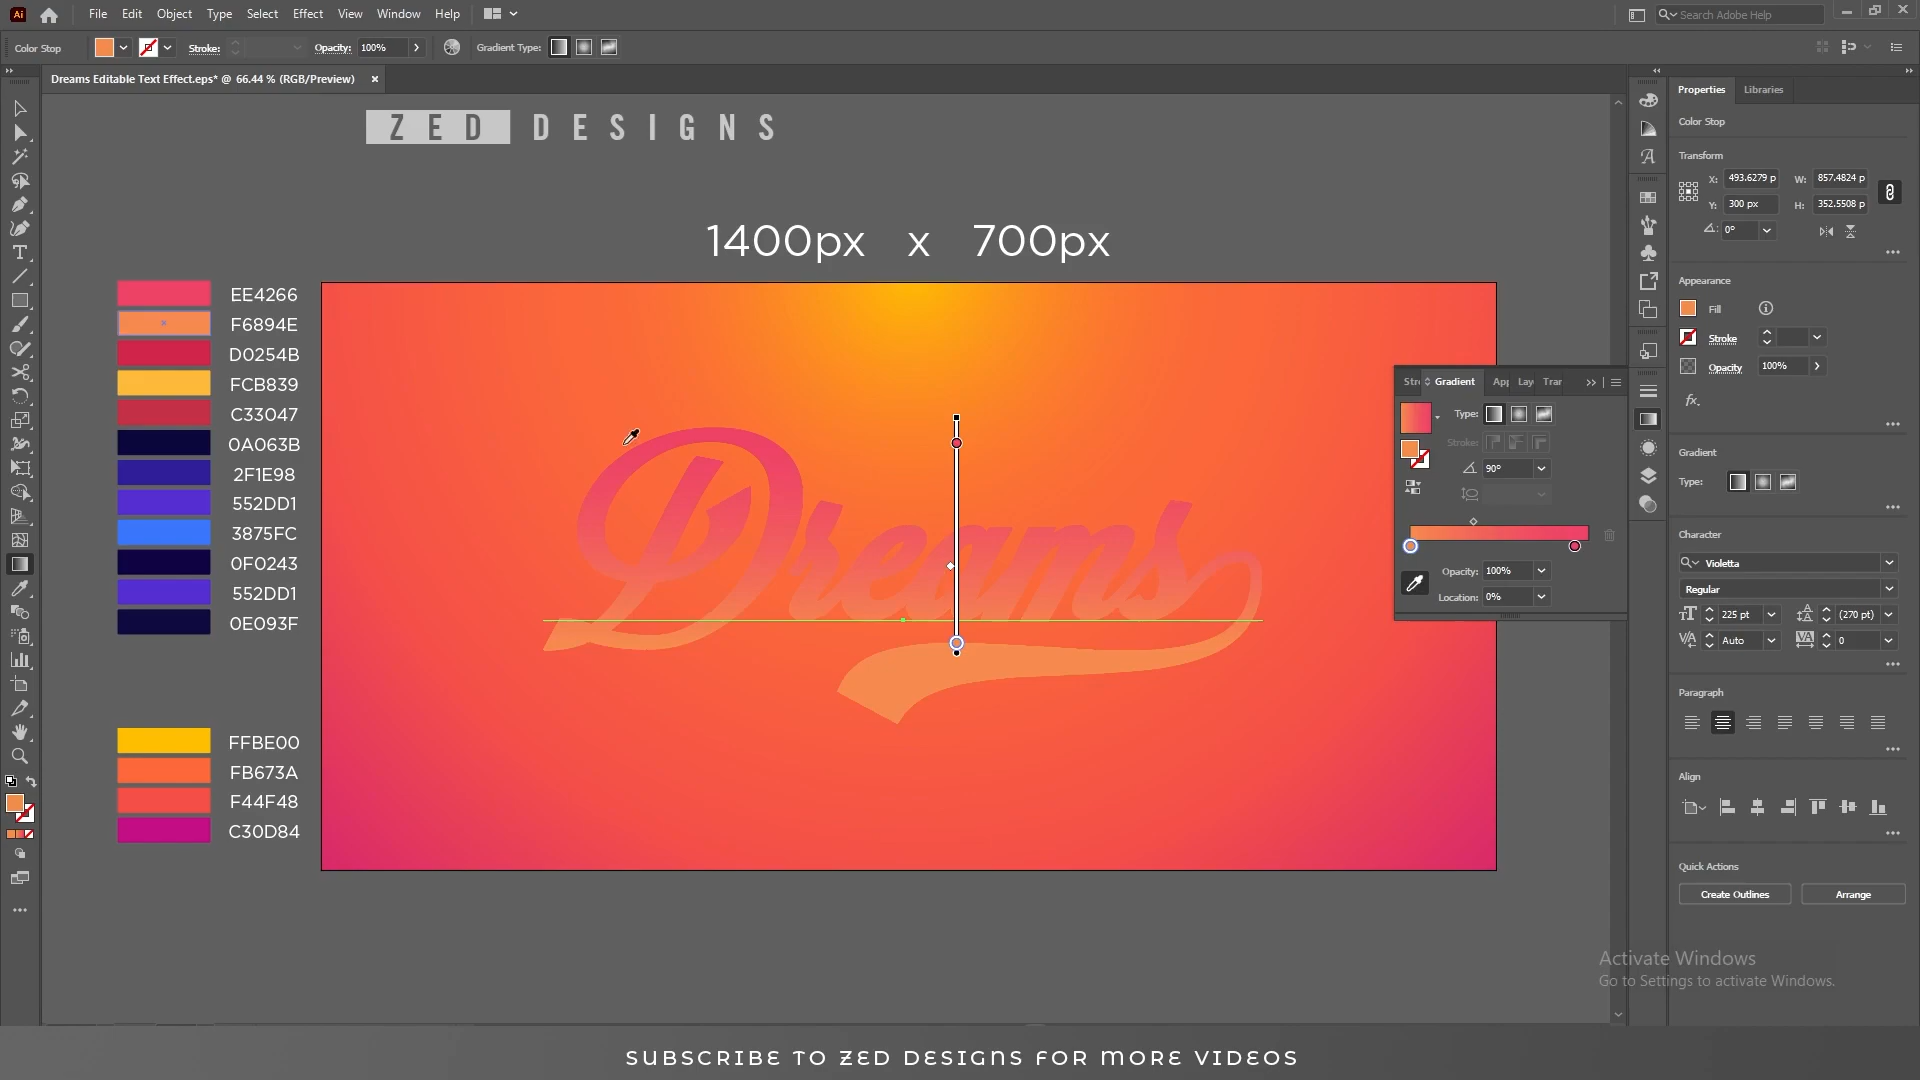 Ai File Edit Object Type Select Effect View Window Help Search Adobe Help
Color Stop Stroke: Opacity: 100% Gradient Type:
Dreams Editable Text Effect.eps* @ 66.44 % (RGB/Preview) ×
ZED DESIGNS
1400px x 700px
EE4266
F6894E
D0254B
FCB839
C33047
0A063B
2F1E98
552DD1
3875FC
0F0243
552DD1
0E093F
FFBE00
FB673A
F44F48
C30D84
Dreams
Str Gradient App Lay Tran
Type:
Stroke:
90°
Opacity: 100%
Location: 0%
Properties Libraries
Color Stop
Transform
X: 493.6279 p W: 857.4824 p
Y: 300 px H: 352.5508 p
0°
Appearance
Fill
Stroke
Opacity 100%
fx.
Gradient
Type:
Character
Violetta
Regular
225 pt (270 pt)
Auto 0
Paragraph
Align
Quick Actions
Create Outlines Arrange
Activate Windows
Go to Settings to activate Windows.
SUBSCRIBE TO ZED DESIGNS FOR MORE VIDEOS